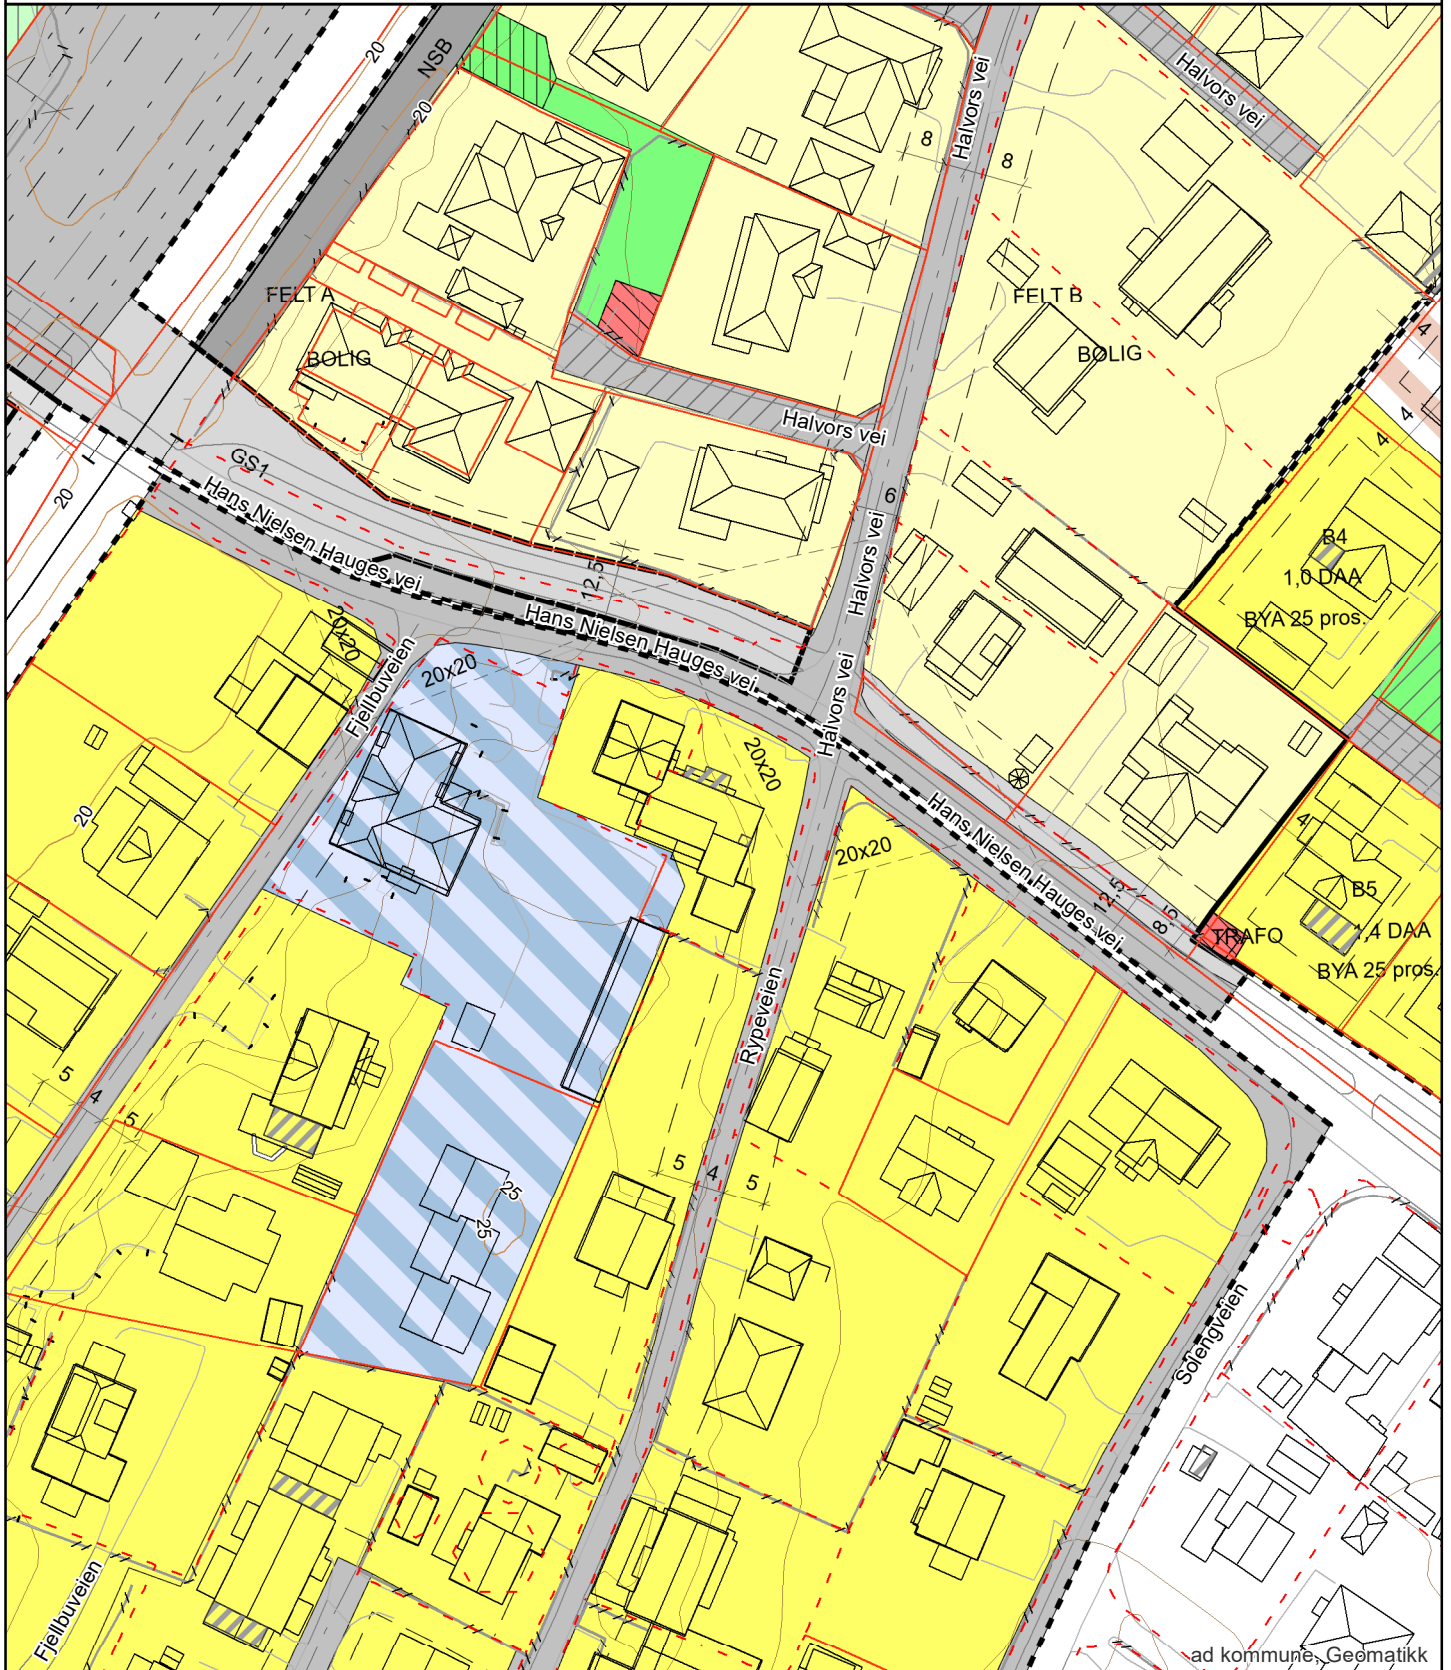 20
NSB
20
Halvors vei
Halvors vei
8
8
FELT A
BOLIG
FELT B
BOLIG
4
4
4
Halvors vei
GS1
20
Hans Nielsen Hauges vei
6
Halvors vei
12,5
B4
1,0 DAA
BYA 25 pros.
20x20
Hans Nielsen Hauges vei
Fjellbuveien
20x20
Halvors vei
20x20
20
Hans Nielsen Hauges vei
20x20
4
B5
1,4 DAA
BYA 25 pros.
12,5
8,5
TRAFO
Rypeveien
5
4
5
5
4
5
25
25
Solengveien
Fjellbuveien
ad kommune, Geomatikk